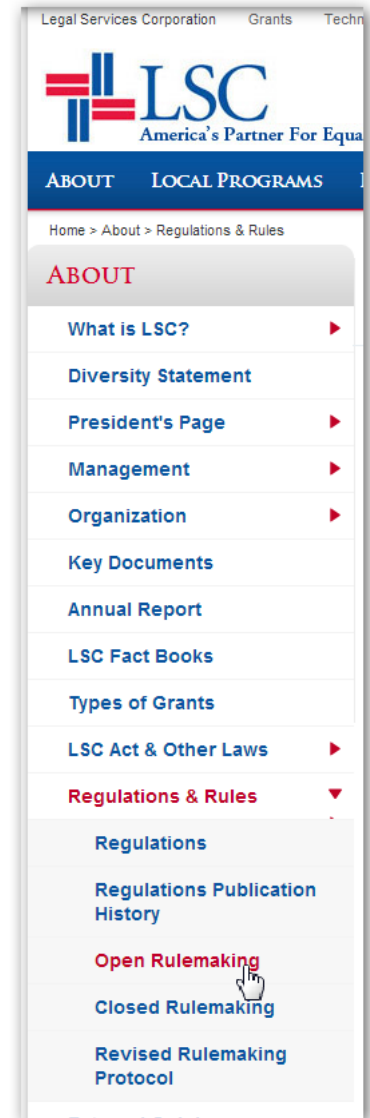 Legal Services Corporation Grants
LSC
America's Partner For
ABOUT LOCAL PROGRAMS
Home > About > Regulations & Rules
ABOUT
What is LSC?
Diversity Statement
President's Page
Management
Organization
Key Documents
Annual Report
LSC Fact Books
Types of Grants
LSC Act & Other Laws
Regulations & Rules
Regulations
Regulations Publication
History
Open Rulemaking
Closed Rulemaking
Revised Rulemaking
Protocol